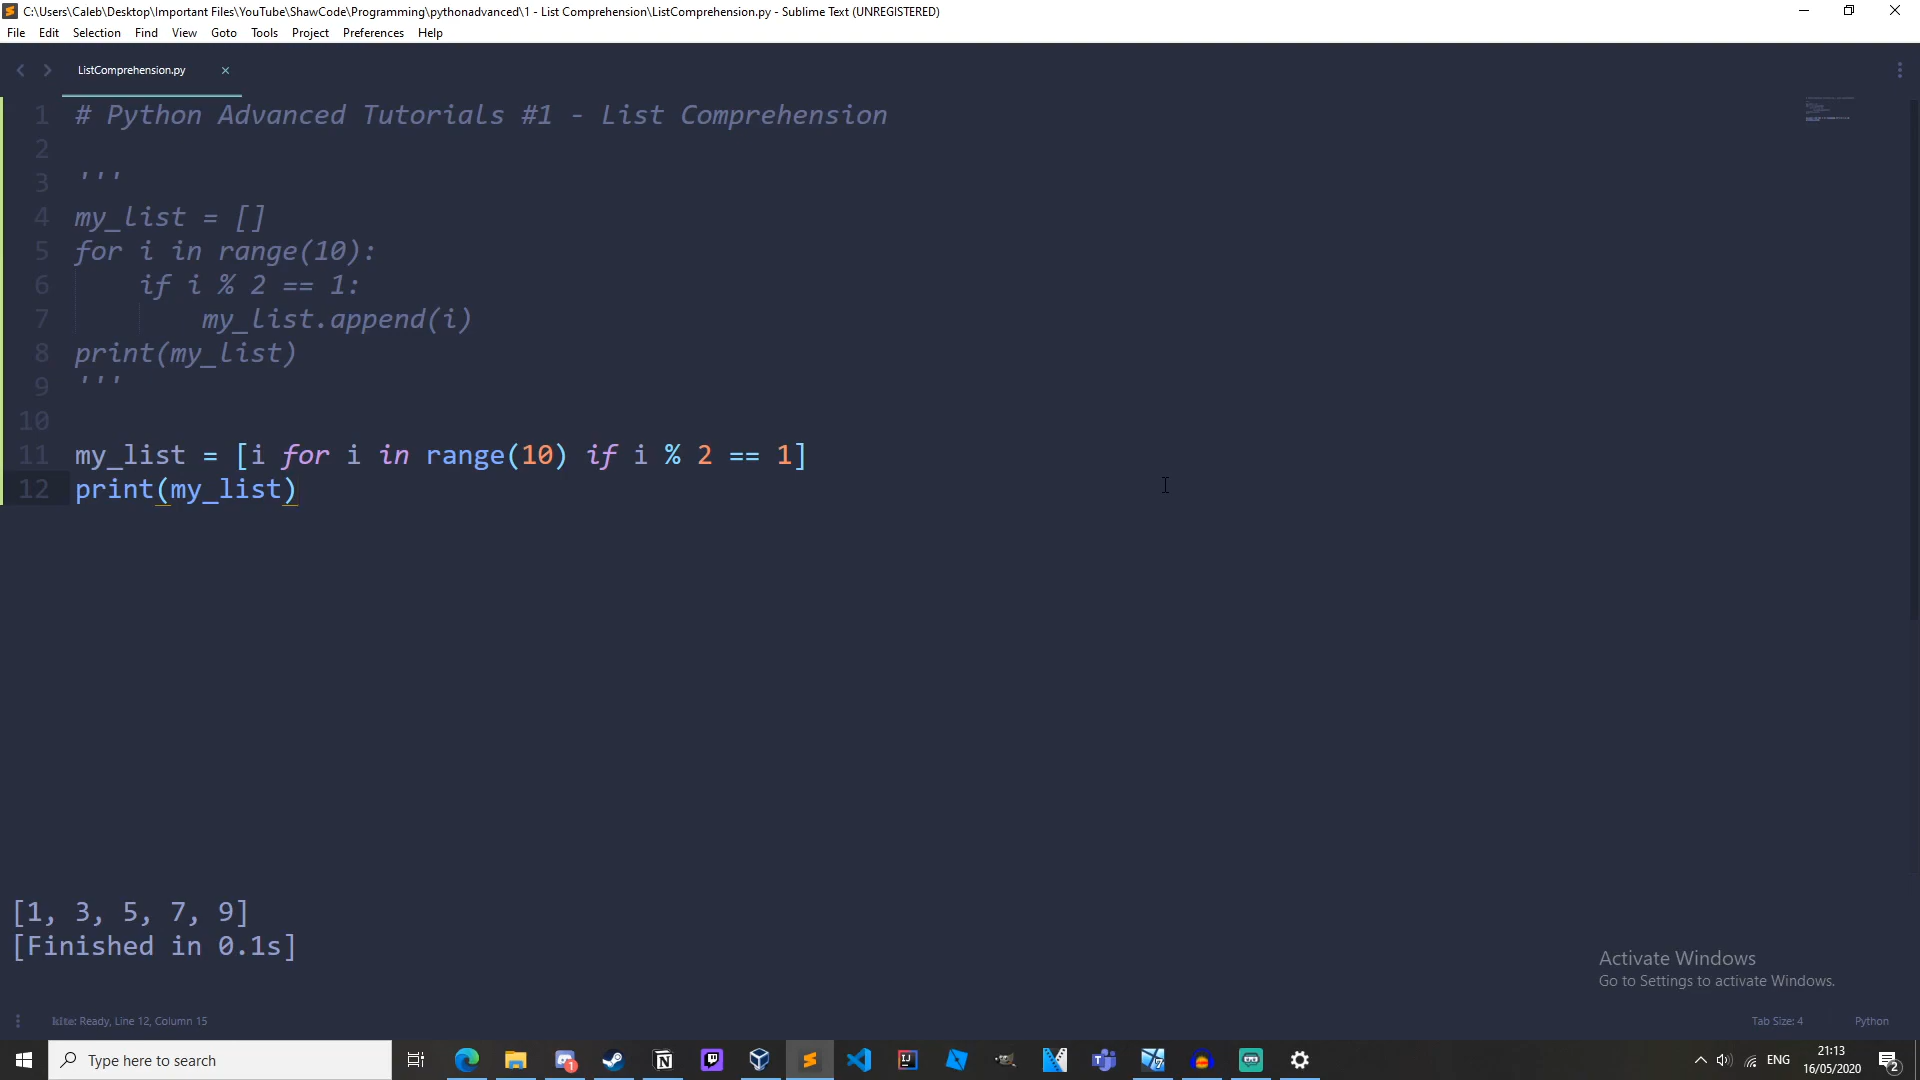 C:\Users\Caleb\Desktop\Important Files\YouTube\ShawCode\Programming\pythonadvanced\1 - List Comprehension\ListComprehension.py - Sublime Text (UNREGISTERED)
File Edit Selection Find View Goto Tools Project Preferences Help
ListComprehension.py
1 # Python Advanced Tutorials #1 - List Comprehension
2
3 '''
4 my_list = []
5 for i in range(10):
6     if i % 2 == 1:
7         my_list.append(i)
8 print(my_list)
9 '''
10
11 my_list = [i for i in range(10) if i % 2 == 1]
12 print(my_list)
[1, 3, 5, 7, 9]
[Finished in 0.1s]
Activate Windows
Go to Settings to activate Windows.
kite: Ready, Line 12, Column 15
Tab Size: 4 Python
Type here to search
1
ENG
21:13
16/05/2020
2